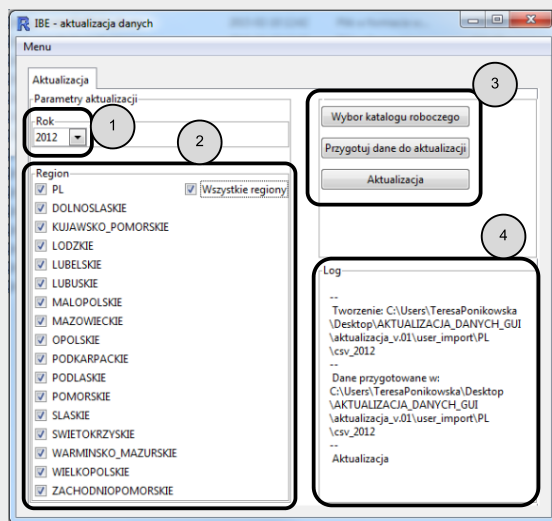 IBE - aktualizacja danych
Menu
Aktualizacja
Parametry aktualizacji
Rok
2012
1
2
Region
PL
Wszystkie regiony
DOLNOSLASKIE
KUJAWSKO_POMORSKIE
LODZKIE
LUBELSKIE
LUBUSKIE
MALOPOLSKIE
MAZOWIECKIE
OPOLSKIE
PODKARPACKIE
PODLASKIE
POMORSKIE
SLASKIE
SWIETOKRZYSKIE
WARMINSKO_MAZURSKIE
WIELKOPOLSKIE
ZACHODNIOPOMORSKIE
3
Wybor katalogu roboczego
Przygotuj dane do aktualizacji
Aktualizacja
4
Log
--
Tworzenie: C:\Users\TeresaPonikowska
\Desktop\AKTUALIZACJA_DANYCH_GUI
\aktualizacja_v.01\user_import\PL
\csv_2012
--
Dane przygotowane w:
C:\Users\TeresaPonikowska\Desktop
\AKTUALIZACJA_DANYCH_GUI
\aktualizacja_v.01\user_import\PL
\csv_2012
--
Aktualizacja